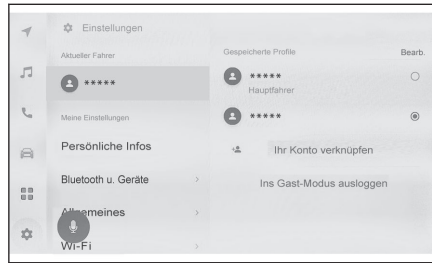 Einstellungen
Aktueller Fahrer
*****
Meine Einstellungen
Persönliche Infos
Bluetooth u. Geräte
Allgemeines
Wi-Fi
Gespeicherte Profile Bearb.
*****
Hauptfahrer
*****
Ihr Konto verknüpfen
Ins Gast-Modus ausloggen